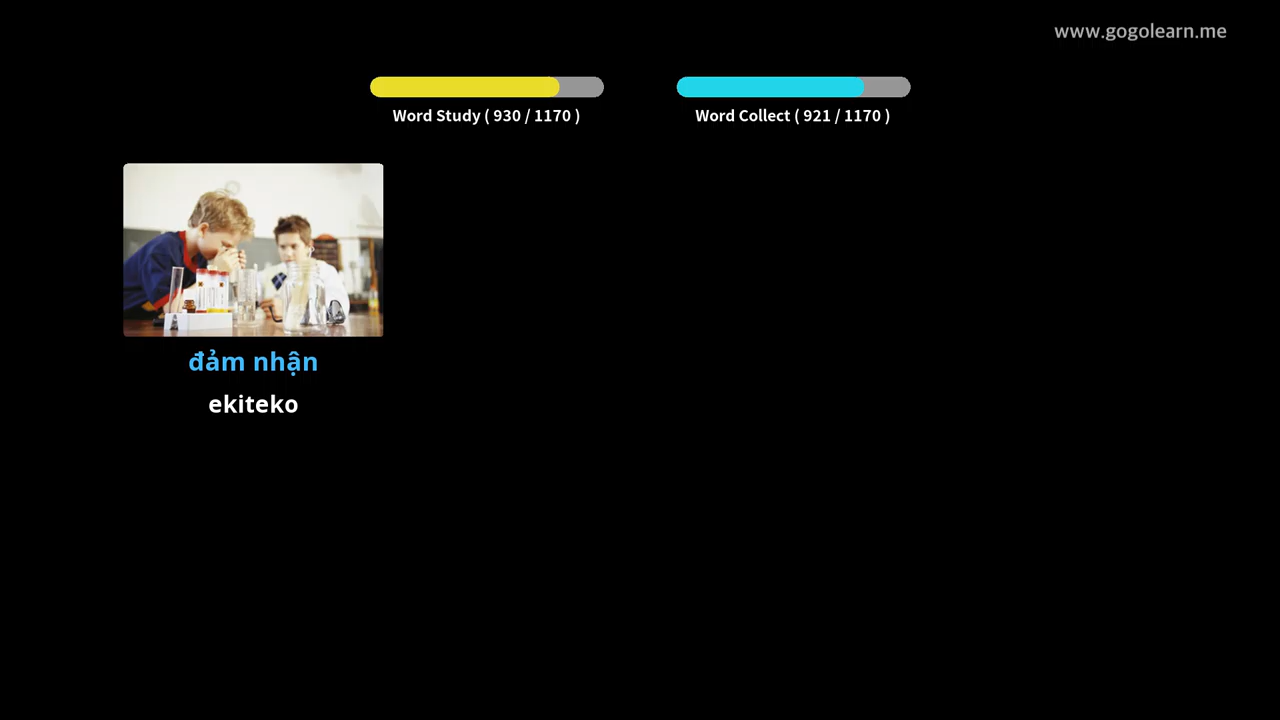 www.gogolearn.me
Word Study ( 930 / 1170 )
Word Collect ( 921 / 1170 )
đảm nhận
ekiteko